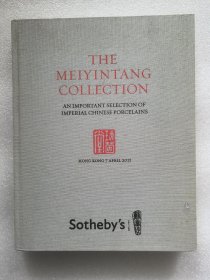 THE
MEIYINTANG
COLLECTION
AN IMPORTANT SELECTION OF
IMPERIAL CHINESE PORCELAINS
HONG KONG 7 APRIL 2011
Sotheby's